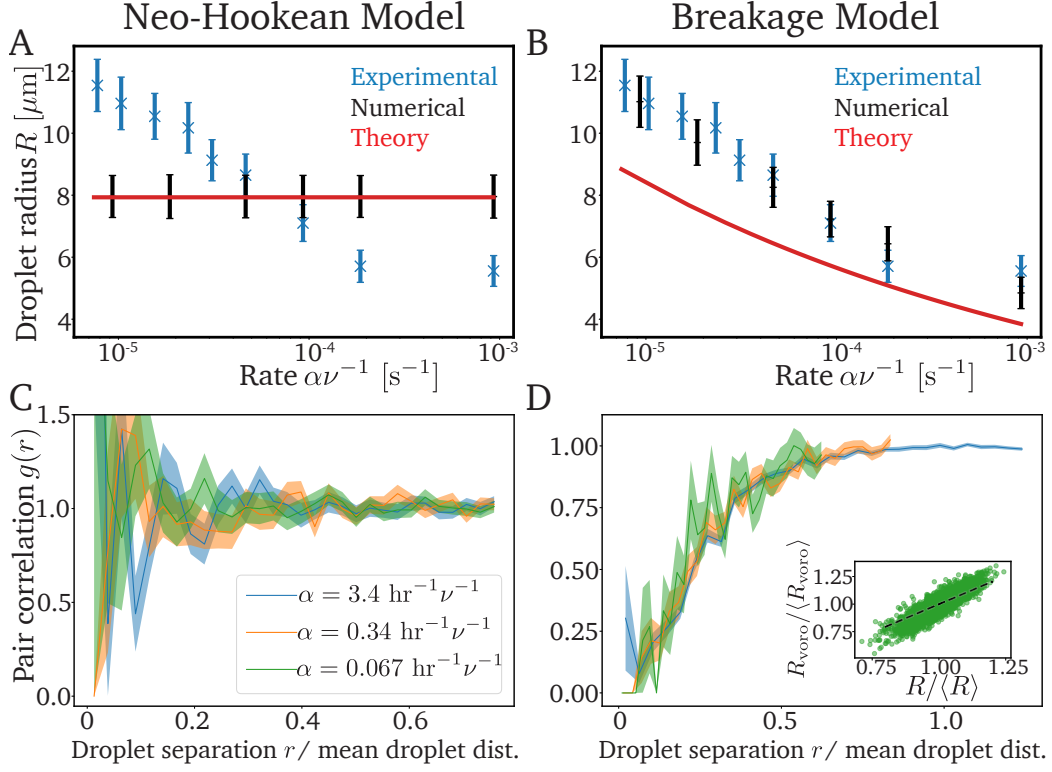 Neo-Hookean Model
Breakage Model
A
B
Droplet radius R [μm]
12
10
8
6
4
Experimental
Numerical
Theory
Experimental
Numerical
Theory
10⁻⁵
10⁻⁴
10⁻³
10⁻⁵
10⁻⁴
10⁻³
Rate αν⁻¹ [s⁻¹]
Rate αν⁻¹ [s⁻¹]
C
D
Pair correlation g(r)
1.5
1.0
0.5
0.0
α = 3.4 hr⁻¹ν⁻¹
α = 0.34 hr⁻¹ν⁻¹
α = 0.067 hr⁻¹ν⁻¹
0
0.2
0.4
0.6
Droplet separation r/ mean droplet dist.
1.00
0.75
0.50
0.25
0.00
R_voro/⟨R_voro⟩
1.25
1.00
0.75
0.75
1.00
1.25
R/⟨R⟩
0
0.5
1.0
Droplet separation r/ mean droplet dist.